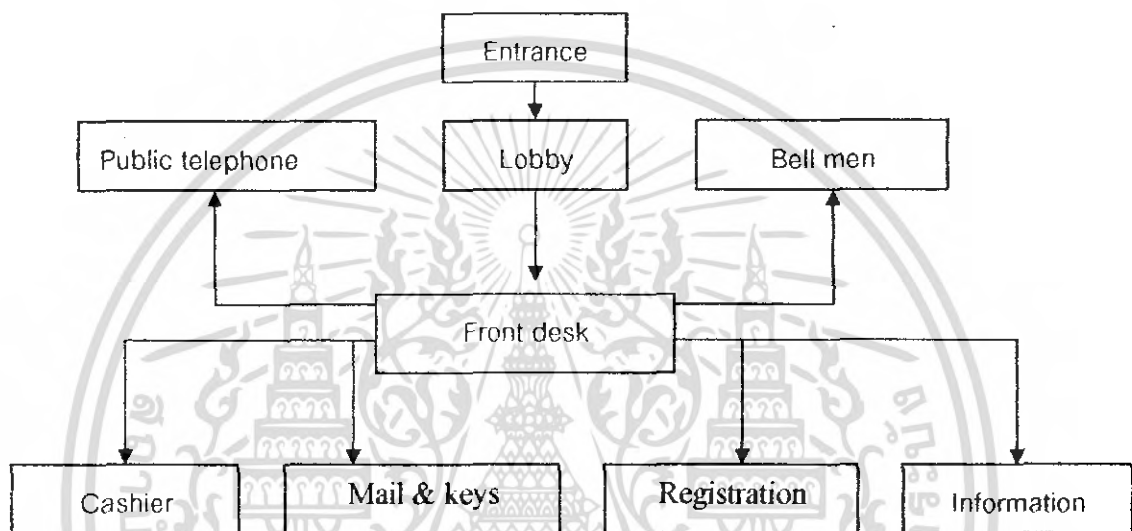 Entrance
Public telephone
Lobby
Bell men
Front desk
Cashier
Mail & keys
Registration
Information